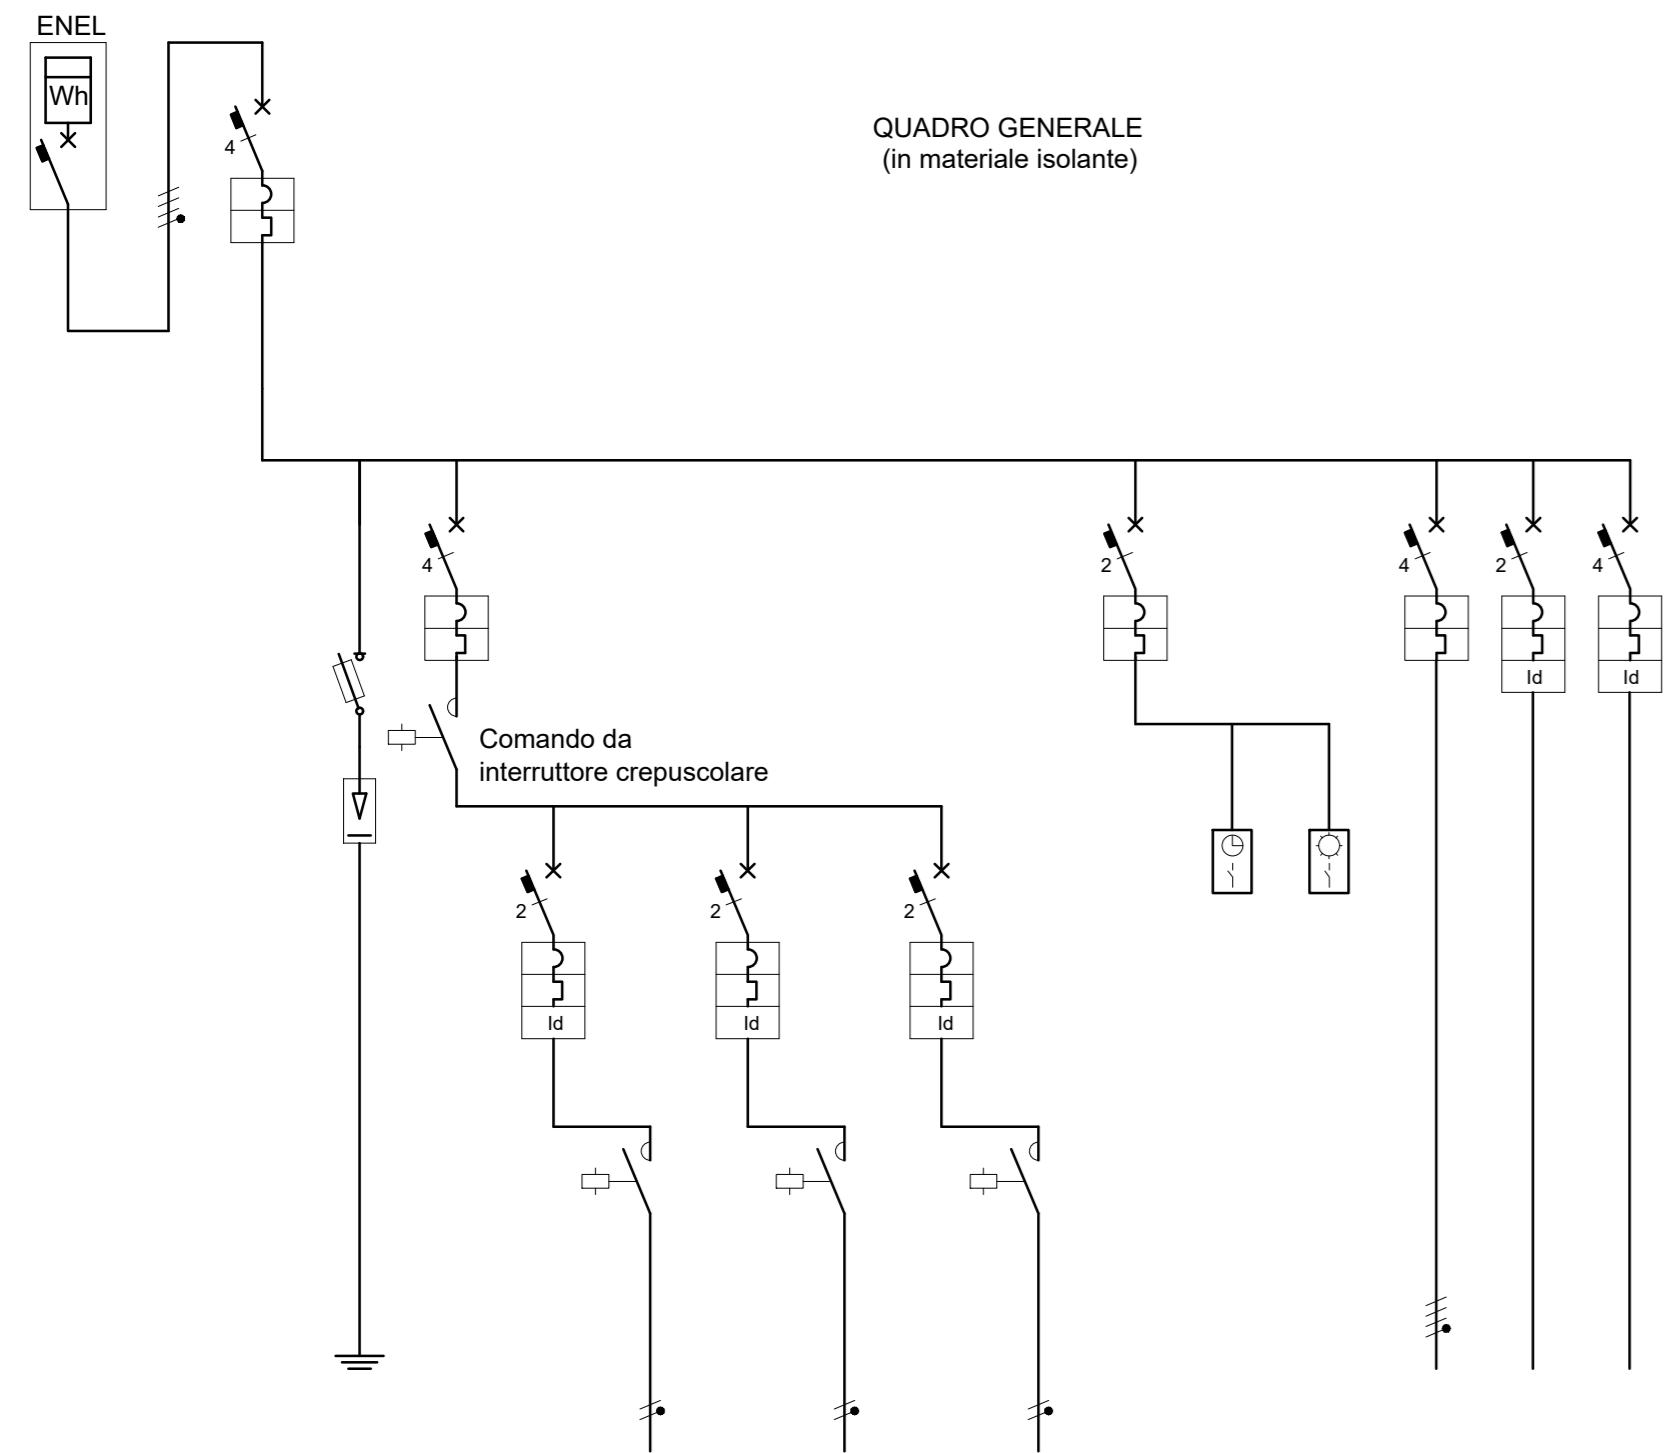 ENEL
Wh
4
QUADRO GENERALE
(in materiale isolante)
4
2
4
2
4
Id
Id
Comando da
interruttore crepuscolare
2
2
2
Id
Id
Id